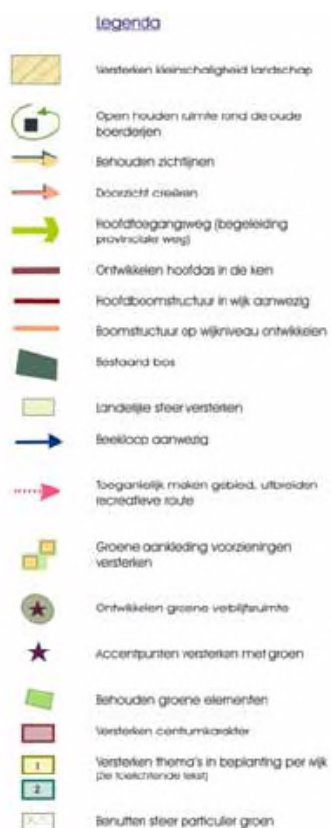 Legenda
Versterken kleinschaligheid landschap
Open houden ruimte rond de oude
boerderijen
Behouden zichtlijnen
Doorzicht creëren
Hoofdtoegangsweg (begeleiding
provinciale weg)
Ontwikkelen hoofdas in de kern
Hoofdboomstructuur in wijk aanwezig
Boomstructuur op wijkniveau ontwikkelen
Bestaand bos
Landelijke sfeer versterken
Beekloop aanwezig
Toegankelijk maken gebied, uitbreiden
recreatieve route
Groene aankleding voorzieningen
versterken
Ontwikkelen groene verblijfsruimte
Accentpunten versterken met groen
Behouden groene elementen
Versterken centrumkarakter
1
Versterken thema's in beplanting per wijk
(zie toelichtende tekst)
2
Benutten sfeer particulier groen